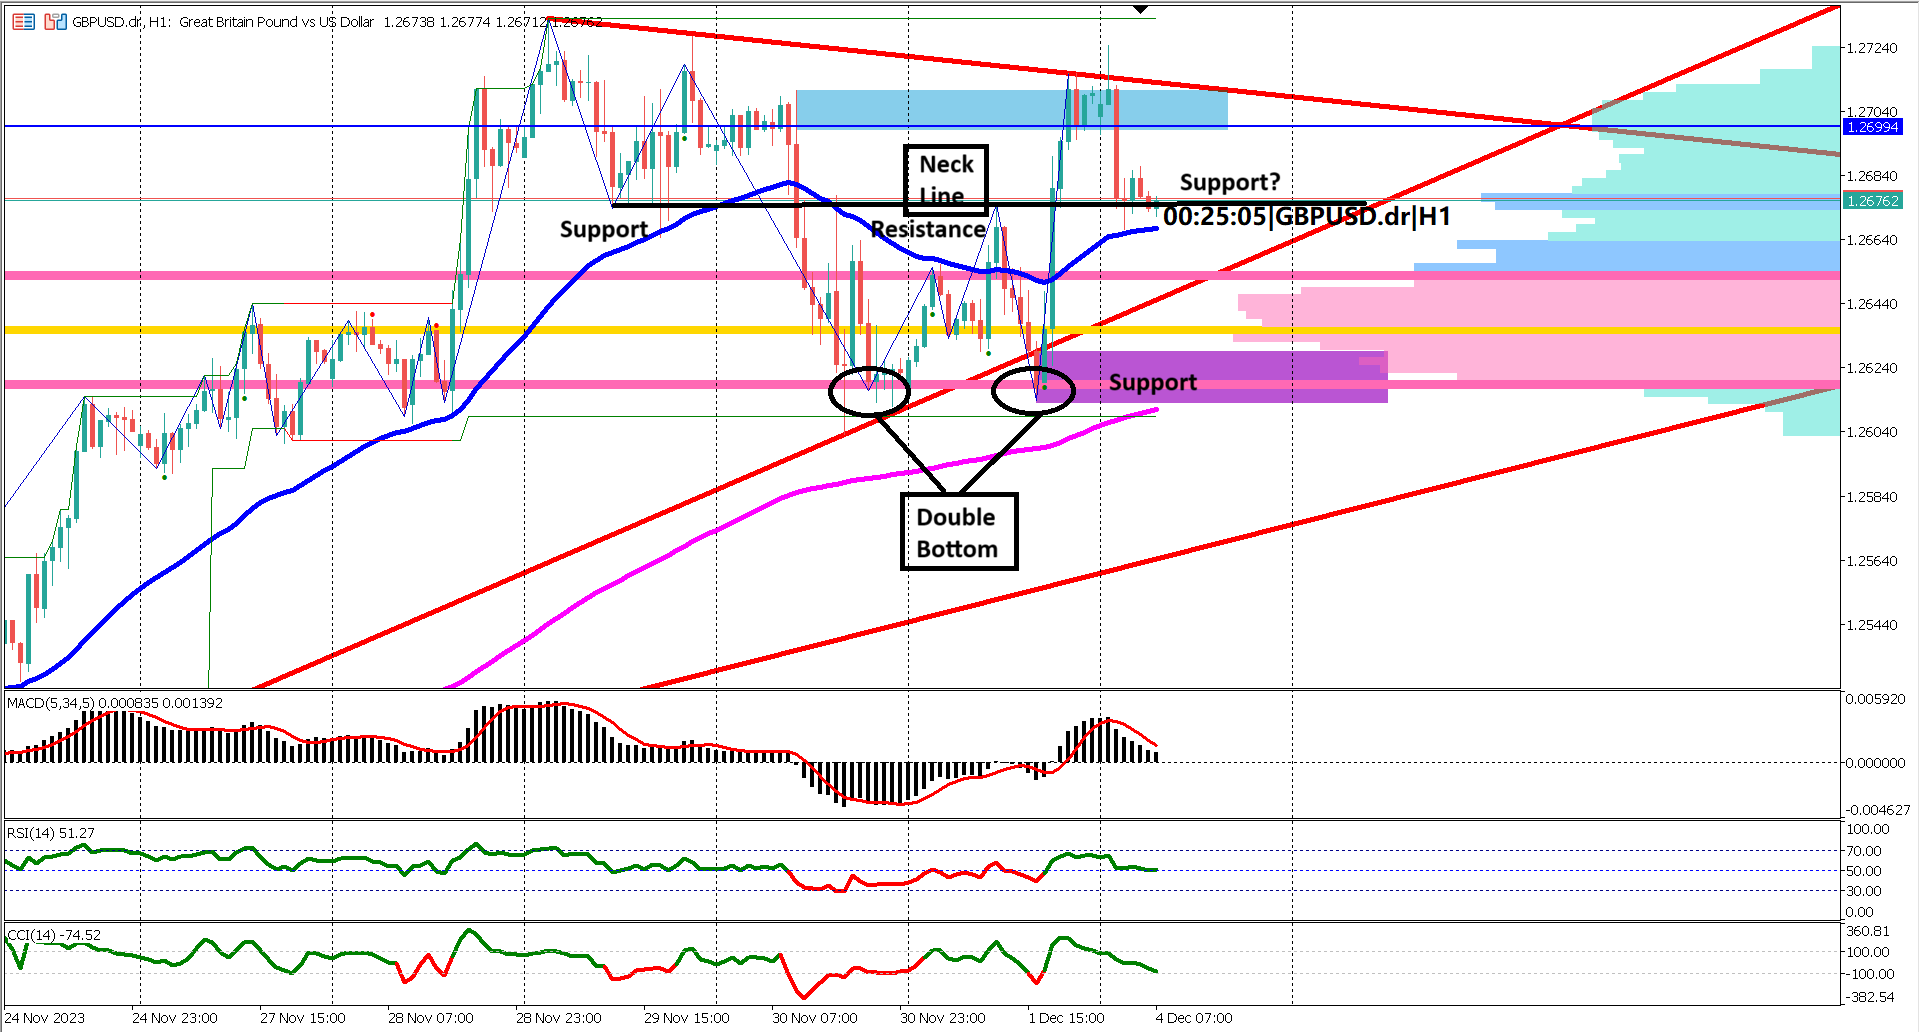 GBPUSD.dr, H1: Great Britain Pound vs US Dollar 1.26738 1.26774 1.26712 1.26762
1.27240
1.27040
1.26994
1.26840
1.26762
1.26640
1.26440
1.26240
1.26040
1.25840
1.25640
1.25440
Neck
Line
Support?
00:25:05|GBPUSD.dr|H1
Support
Resistance
Support
Double
Bottom
MACD(5,34,5) 0.000835 0.001392
0.005920
0.000000
-0.004627
RSI(14) 51.27
100.00
70.00
50.00
30.00
0.00
CCI(14) -74.52
360.81
100.00
-100.00
-382.54
24 Nov 2023
24 Nov 23:00
27 Nov 15:00
28 Nov 07:00
28 Nov 23:00
29 Nov 15:00
30 Nov 07:00
30 Nov 23:00
1 Dec 15:00
4 Dec 07:00